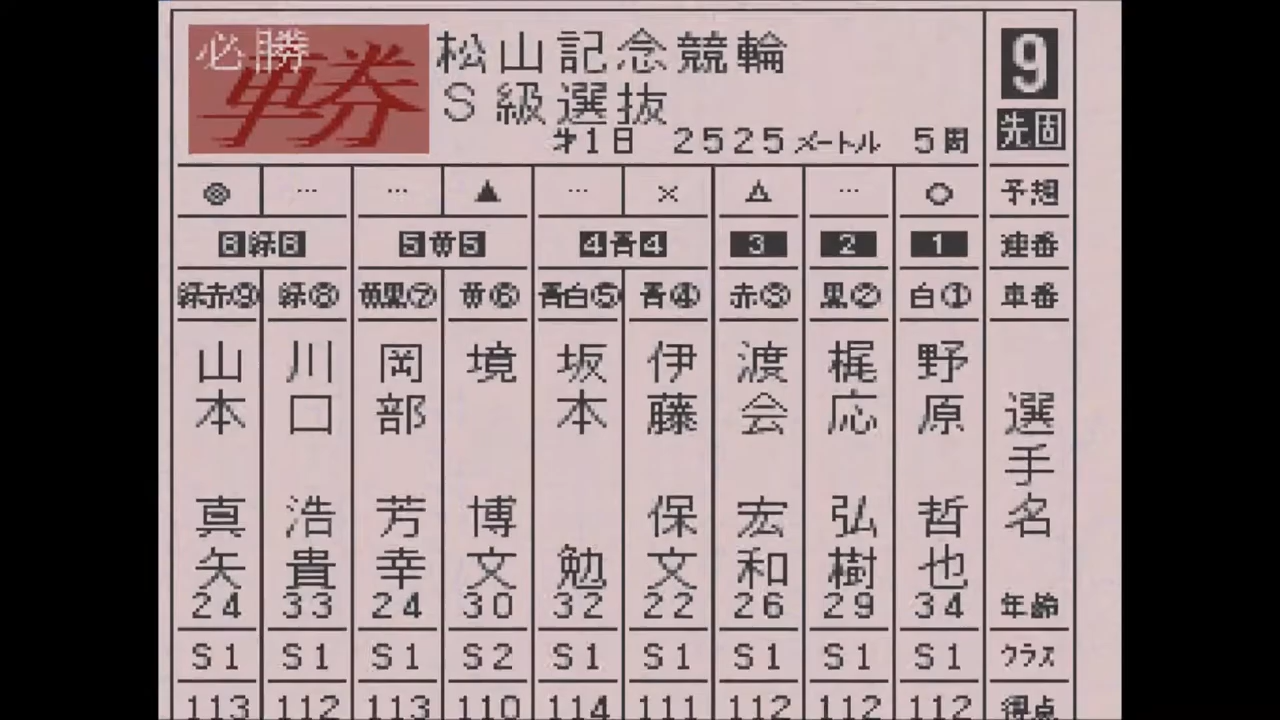 必勝
車券
松山記念競輪
S級選抜
第1日 2525メートル 5周
9
先固
◎ … … ▲ … × △ … ○ 予想
6緑6 5黄5 4青4 3 2 1 連番
緑赤⑨ 緑⑧ 黄黒⑦ 黄⑥ 青白⑤ 青④ 赤③ 黒② 白① 車番
選手名
野原哲也
梶応弘樹
渡会宏和
伊藤保文
坂本勉
境博文
岡部芳幸
川口浩貴
山本真矢
24 33 24 30 32 22 26 29 34 年齢
S1 S1 S1 S2 S1 S1 S1 S1 S1 クラス
113 112 113 110 114 111 112 112 112 得点